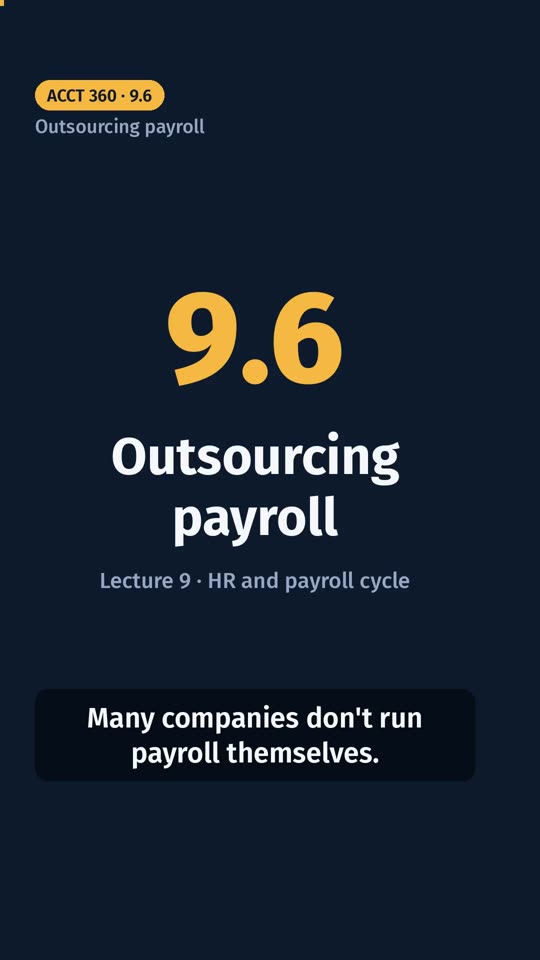 ACCT 360 · 9.6
Outsourcing payroll
9.6
Outsourcing
payroll
Lecture 9 · HR and payroll cycle
Many companies don't run
payroll themselves.